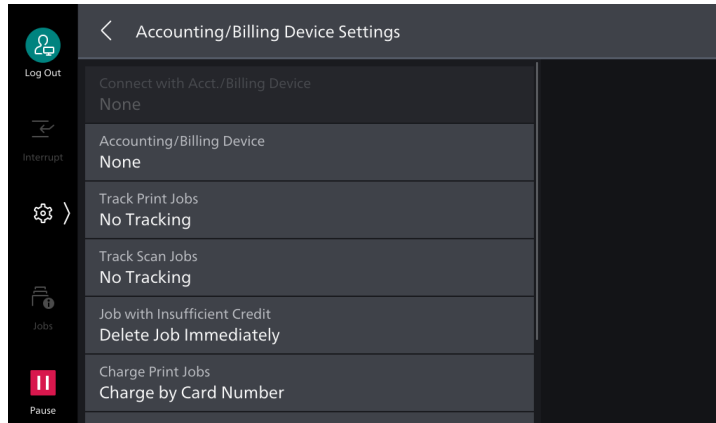 Accounting/Billing Device Settings
Log Out
Interrupt
Jobs
Pause
Connect with Acct./Billing Device
None
Accounting/Billing Device
None
Track Print Jobs
No Tracking
Track Scan Jobs
No Tracking
Job with Insufficient Credit
Delete Job Immediately
Charge Print Jobs
Charge by Card Number